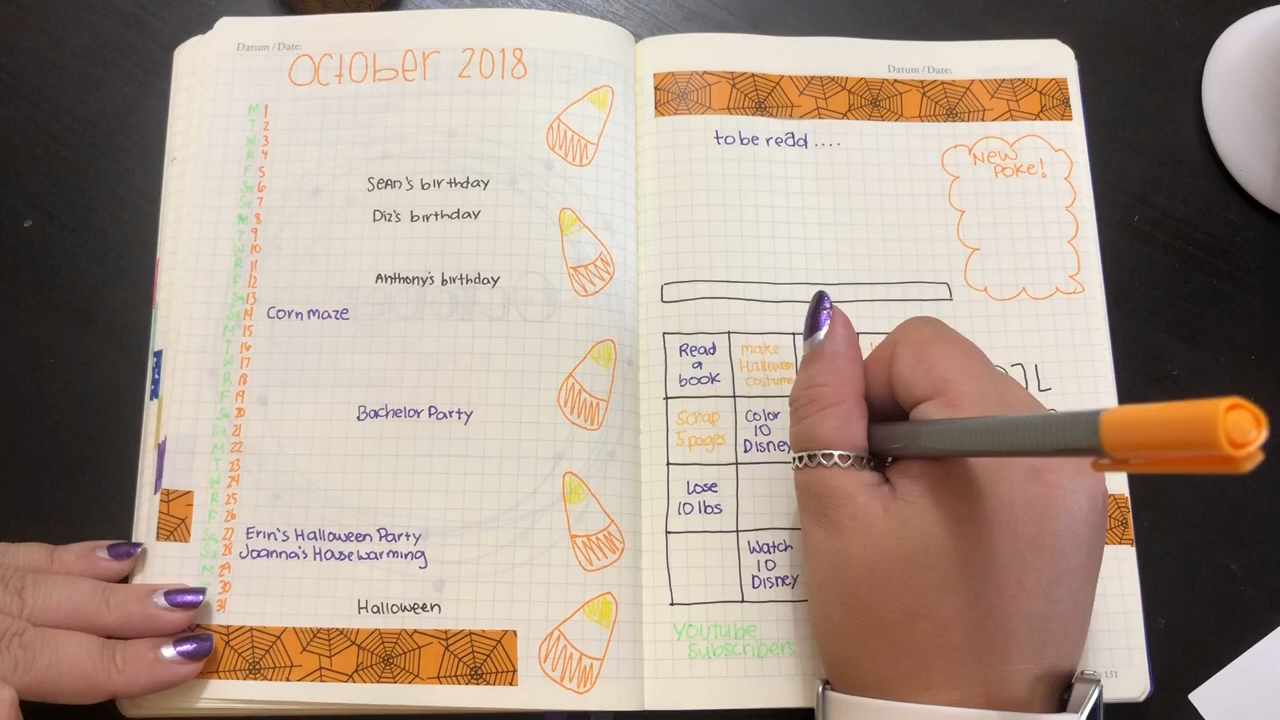 Datum / Date:
October 2018
M 1
T 2
W 3
R 4
F 5
Sa 6 Sean's birthday
Su 7
M 8 Diz's birthday
T 9
W 10
R 11
F 12 Anthony's birthday
Sa 13
Su 14 Corn maze
M 15
T 16
W 17
R 18
F 19
Sa 20 Bachelor Party
Su 21
M 22
T 23
W 24
R 25
F 26
Sa 27 Erin's Halloween Party
Su 28 Joanna's Housewarming
M 29
30
31 Halloween
Datum / Date:
to be read ....
New
Poke!
Read
a
book
make
Halloween
costume
Scrap
5 pages
Color
10
Disney
Lose
10 lbs
Watch
10
Disney
Youtube
Subscribers
151